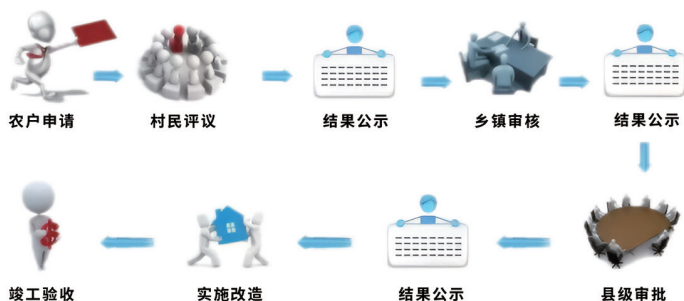 农户申请
村民评议
结果公示
乡镇审核
结果公示
县级审批
结果公示
实施改造
竣工验收